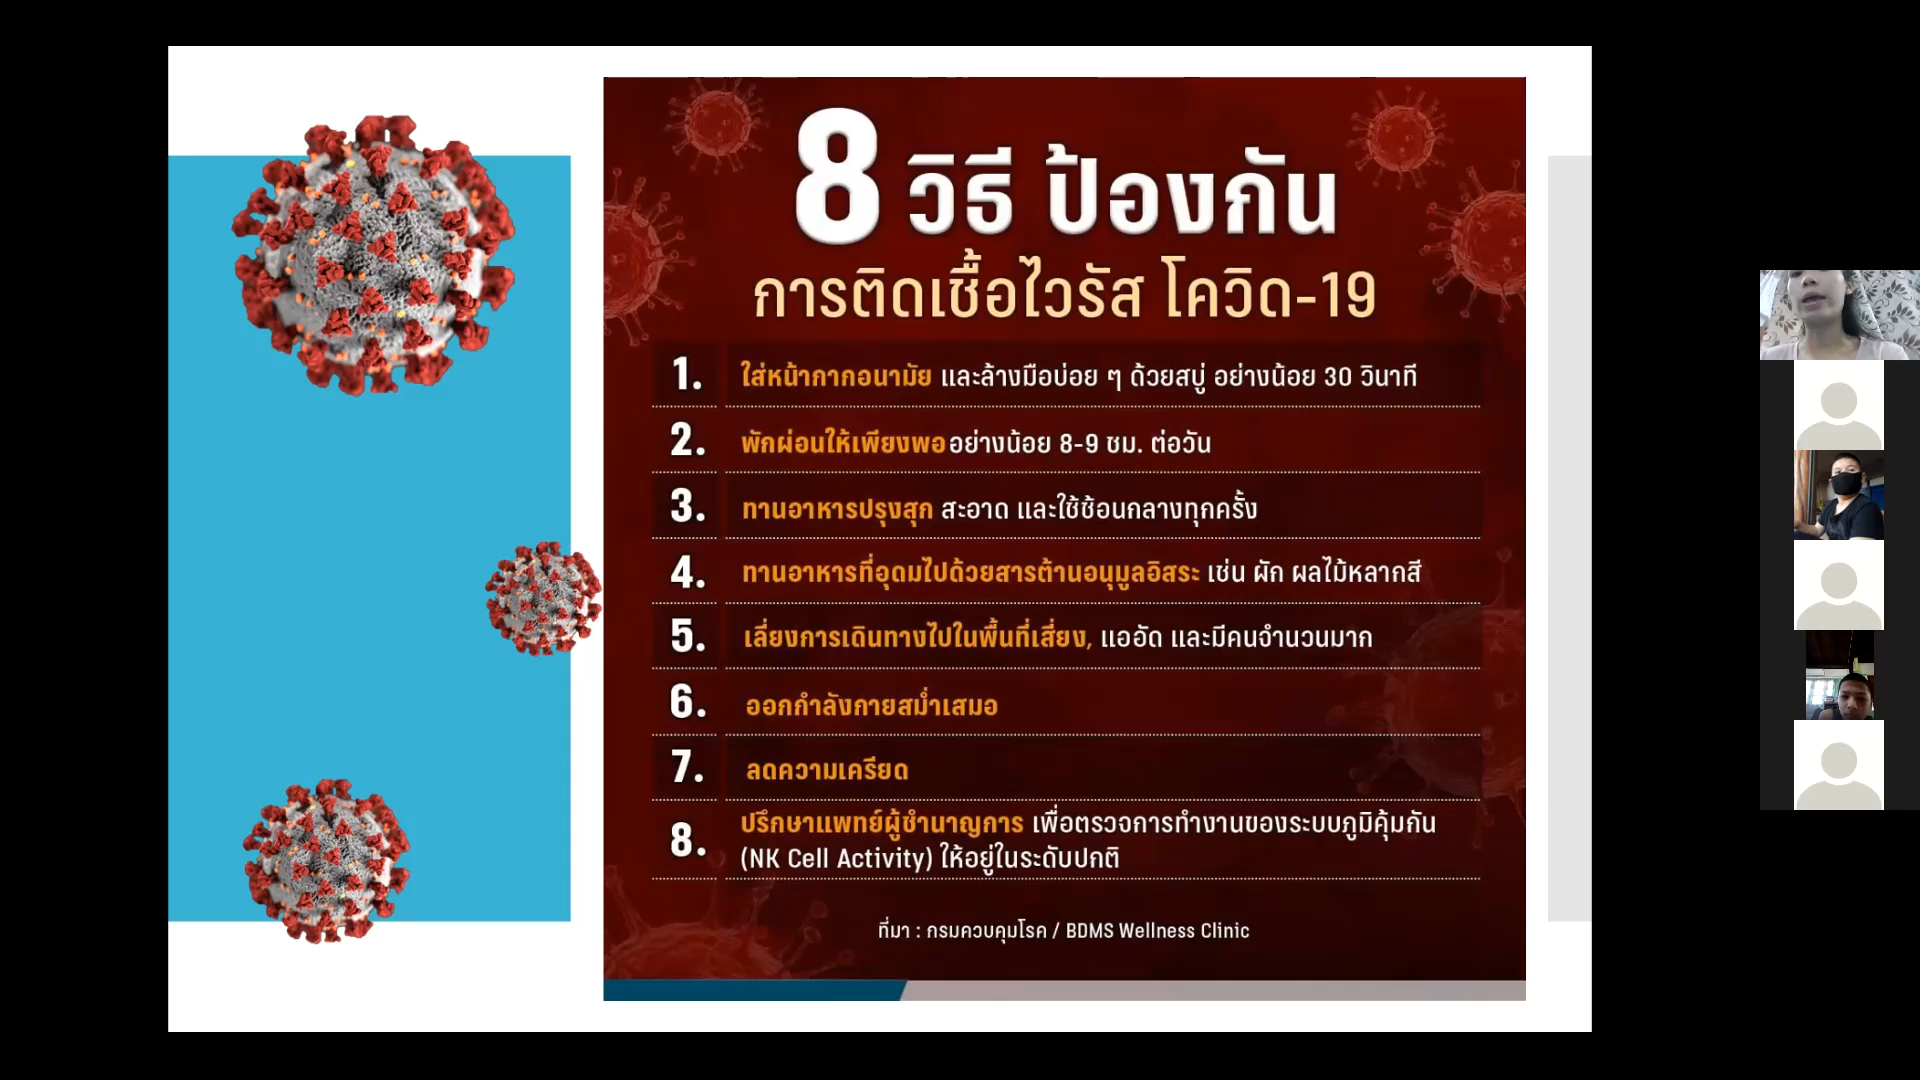 8 วิธี ป้องกัน
การติดเชื้อไวรัส โควิด-19
1. ใส่หน้ากากอนามัย และล้างมือบ่อย ๆ ด้วยสบู่ อย่างน้อย 30 วินาที
2. พักผ่อนให้เพียงพออย่างน้อย 8-9 ชม. ต่อวัน
3. ทานอาหารปรุงสุก สะอาด และใช้ช้อนกลางทุกครั้ง
4. ทานอาหารที่อุดมไปด้วยสารต้านอนุมูลอิสระ เช่น ผัก ผลไม้หลากสี
5. เลี่ยงการเดินทางไปในพื้นที่เสี่ยง, แออัด และมีคนจำนวนมาก
6. ออกกำลังกายสม่ำเสมอ
7. ลดความเครียด
8. ปรึกษาแพทย์ผู้ชำนาญการ เพื่อตรวจการทำงานของระบบภูมิคุ้มกัน
(NK Cell Activity) ให้อยู่ในระดับปกติ
ที่มา : กรมควบคุมโรค / BDMS Wellness Clinic